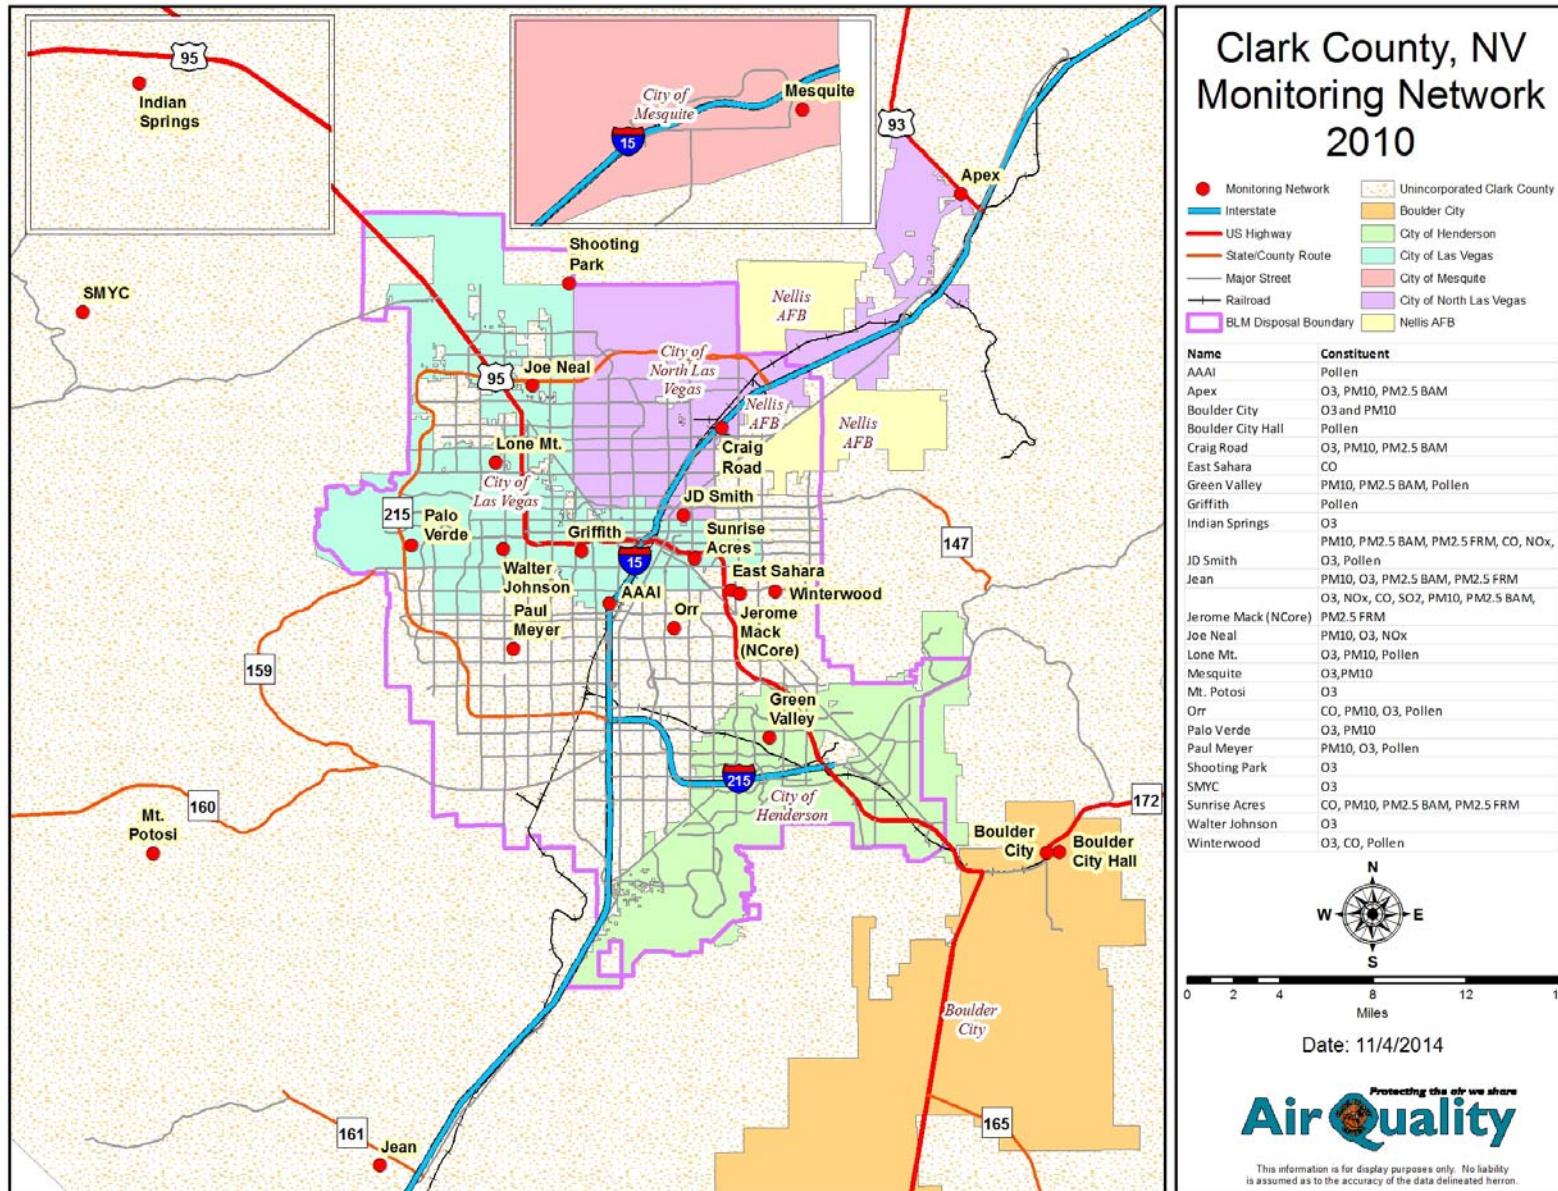 95
Indian
Springs
City of
Mesquite
Mesquite
15
93
Apex
Shooting
Park
SMYC
Nellis
AFB
City of
North Las
Vegas
95
Joe Neal
Nellis
AFB
Nellis
AFB
Lone Mt.
Craig
Road
City of
Las Vegas
JD Smith
215
Palo
Verde
Griffith
Sunrise
Acres
147
15
Walter
Johnson
East Sahara
AAAI
Winterwood
Paul
Meyer
Orr
Jerome
Mack
(NCore)
159
Green
Valley
215
City of
Henderson
160
172
Mt.
Potosi
Boulder
City
Boulder
City Hall
Boulder
City
165
161
Jean
Clark County, NV
Monitoring Network
2010
Monitoring Network
Interstate
US Highway
State/County Route
Major Street
Railroad
BLM Disposal Boundary
Unincorporated Clark County
Boulder City
City of Henderson
City of Las Vegas
City of Mesquite
City of North Las Vegas
Nellis AFB
Name Constituent
AAAI Pollen
Apex O3, PM10, PM2.5 BAM
Boulder City O3 and PM10
Boulder City Hall Pollen
Craig Road O3, PM10, PM2.5 BAM
East Sahara CO
Green Valley PM10, PM2.5 BAM, Pollen
Griffith Pollen
Indian Springs O3
PM10, PM2.5 BAM, PM2.5 FRM, CO, NOx,
JD Smith O3, Pollen
Jean PM10, O3, PM2.5 BAM, PM2.5 FRM
O3, NOx, CO, SO2, PM10, PM2.5 BAM,
Jerome Mack (NCore) PM2.5 FRM
Joe Neal PM10, O3, NOx
Lone Mt. O3, PM10, Pollen
Mesquite O3,PM10
Mt. Potosi O3
Orr CO, PM10, O3, Pollen
Palo Verde O3, PM10
Paul Meyer PM10, O3, Pollen
Shooting Park O3
SMYC O3
Sunrise Acres CO, PM10, PM2.5 BAM, PM2.5 FRM
Walter Johnson O3
Winterwood O3, CO, Pollen
N
W E
S
0 2 4 8 12
Miles
Date: 11/4/2014
Protecting the air we share
Air Quality
This information is for display purposes only. No liability
is assumed as to the accuracy of the data delineated herron.